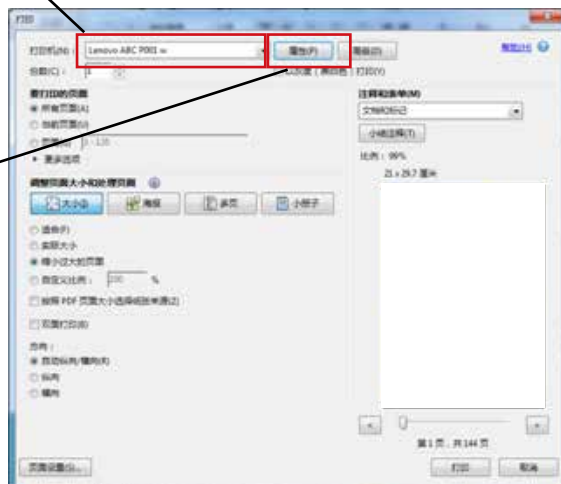 打印
打印机(N): Lenovo ABC P001 w 属性(P) 高级(D) 帮助(H)
份数(C): 1 打印(Y)
要打印的页面
所有页面(A)
当前页面(U)
页面(G) 1 - 135
更多选项
注释和表单(M)
文档和标记
小结注释(T)
比例: 99%
21 x 29.7 厘米
调整页面大小和处理页面
大小(I) 海报 多页 小册子
适合(F)
实际大小
缩小过大的页面
自定义比例: 100 %
按照 PDF 页面大小选择纸张来源(Z)
双面打印(B)
方向:
自动纵向/横向(R)
纵向
横向
< >
第 1 页, 共 144 页
页面设置(S)... 打印 取消